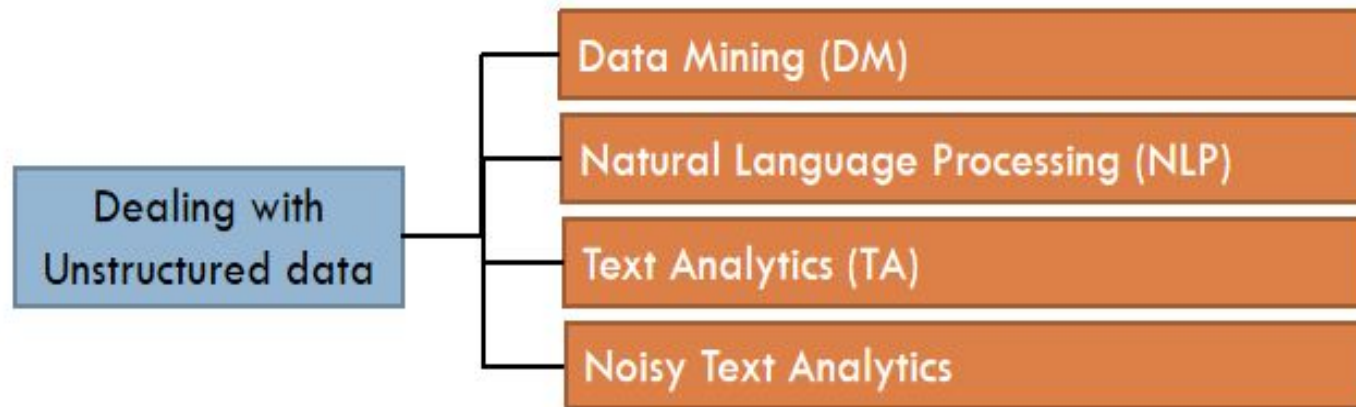 Dealing with
Unstructured data
Data Mining (DM)
Natural Language Processing (NLP)
Text Analytics (TA)
Noisy Text Analytics